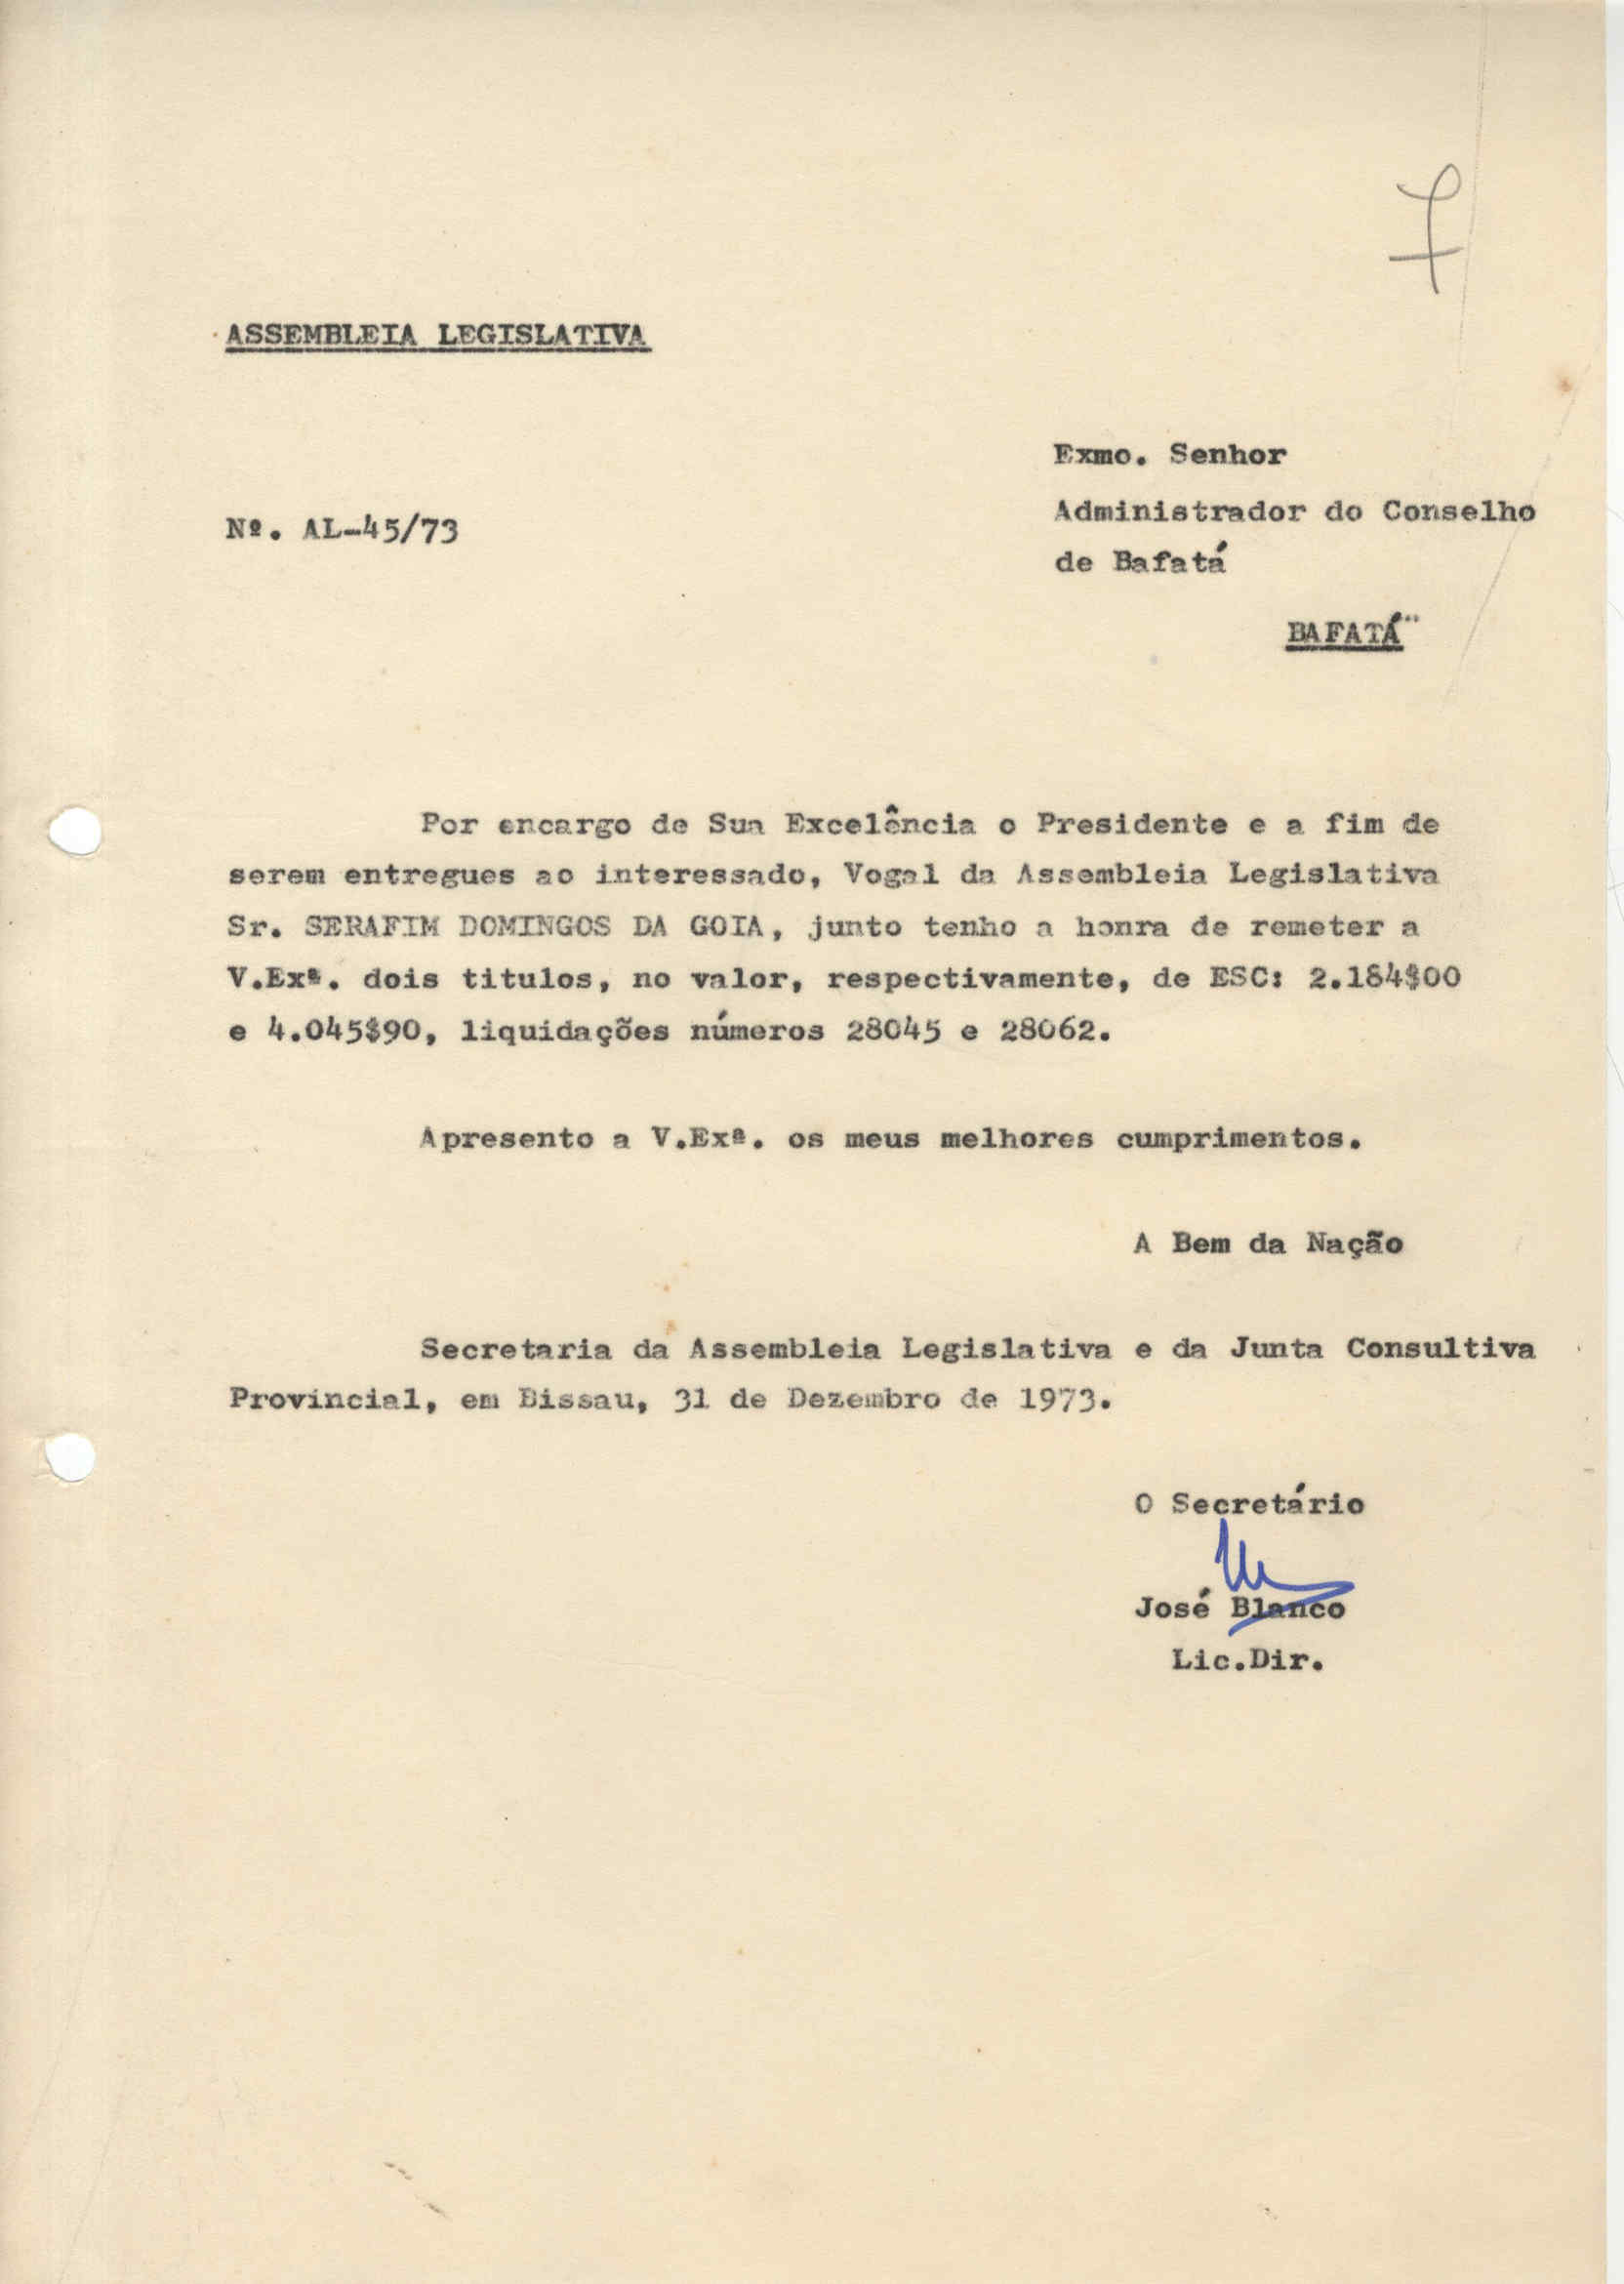 ASSEMBLEIA LEGISLATIVA
Exmo. Senhor
Administrador do Conselho
Nº. AL-45/73
de Bafatá
BAFATÁ
Por encargo de Sua Excelência o Presidente e a fim de
serem entregues ao interessado, Vogal da Assembleia Legislativa
Sr. SERAFIM DOMINGOS DA GOIA, junto tenho a honra de remeter a
V.Exª. dois titulos, no valor, respectivamente, de ESC: 2.184$00
e 4.045$90, liquidações números 28045 e 28062.
Apresento a V.Exª. os meus melhores cumprimentos.
A Bem da Nação
Secretaria da Assembleia Legislativa e da Junta Consultiva
Provincial, em Bissau, 31 de Dezembro de 1973.
O Secretário
José Blanco
Lic.Dir.